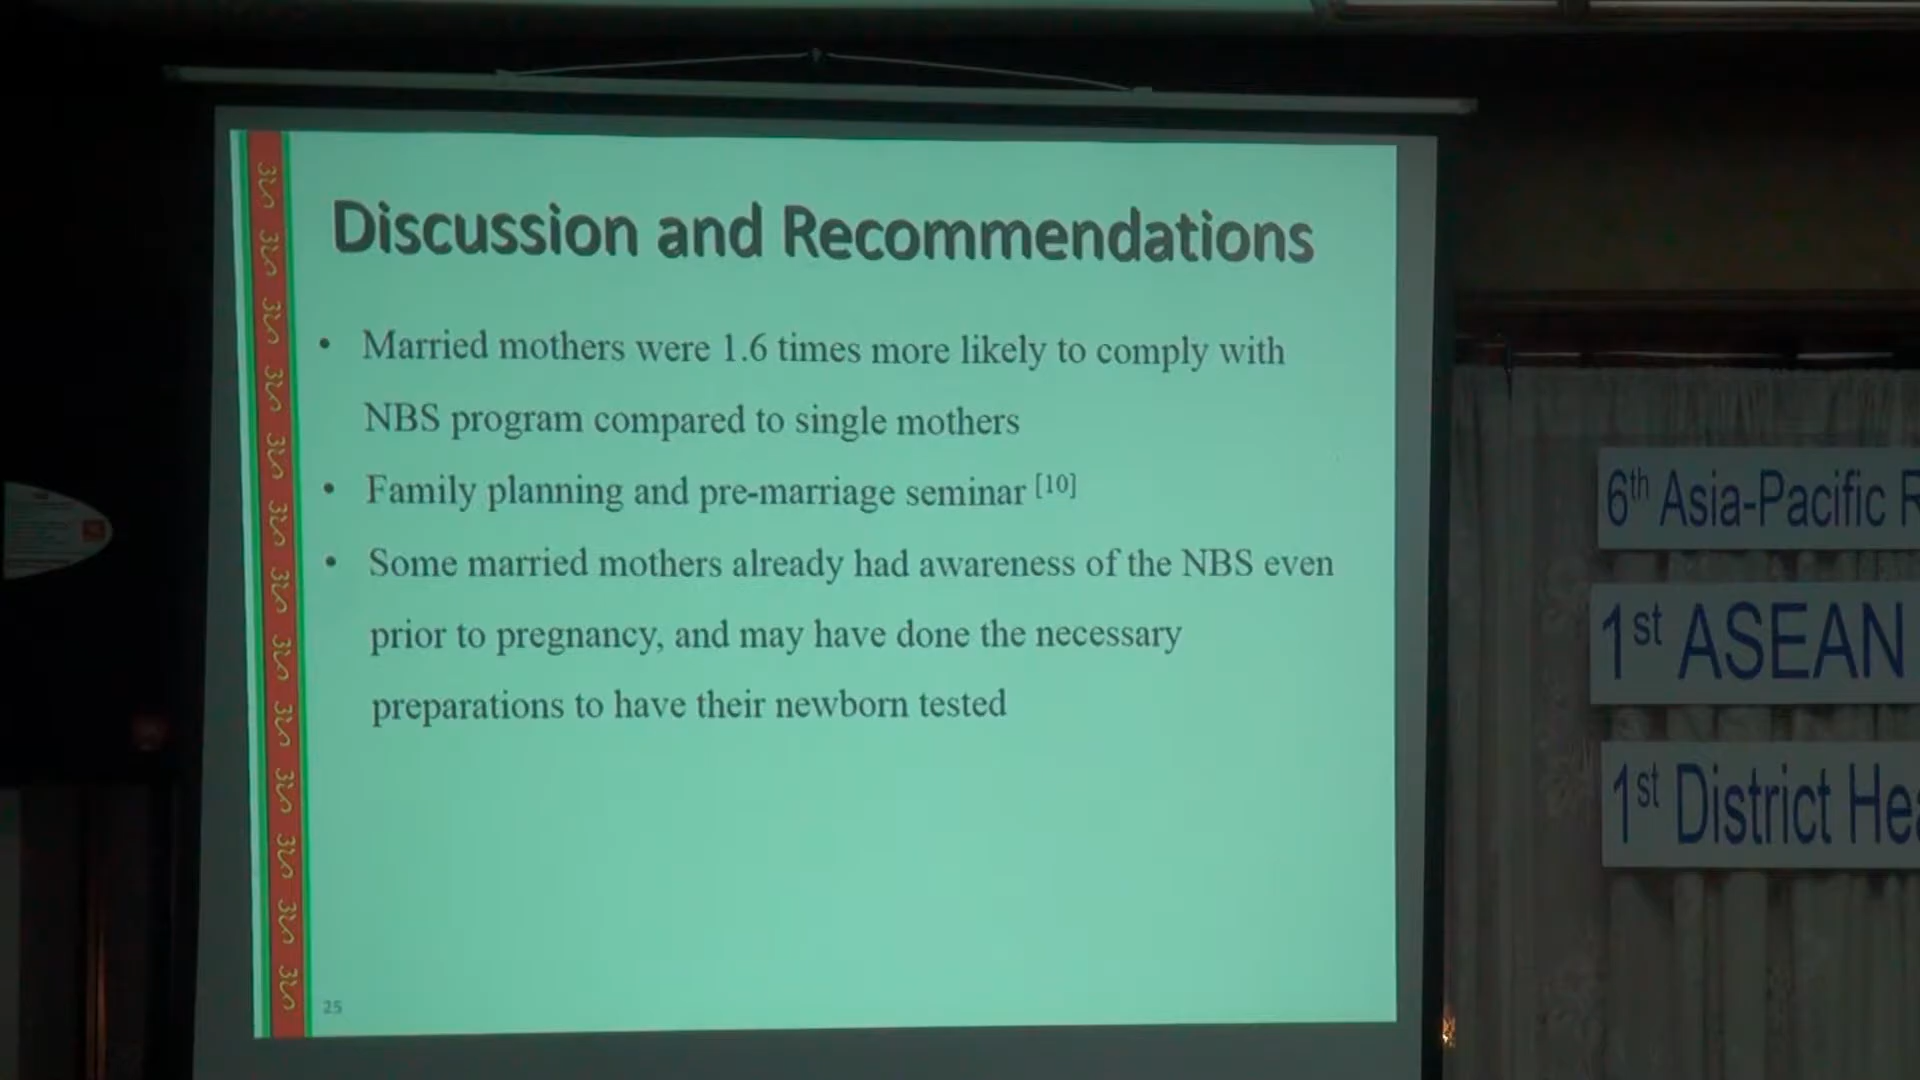 Discussion and Recommendations
• Married mothers were 1.6 times more likely to comply with
NBS program compared to single mothers
• Family planning and pre-marriage seminar [10]
• Some married mothers already had awareness of the NBS even
prior to pregnancy, and may have done the necessary
preparations to have their newborn tested
25
6th Asia-Pacific
1st ASEAN
1st District